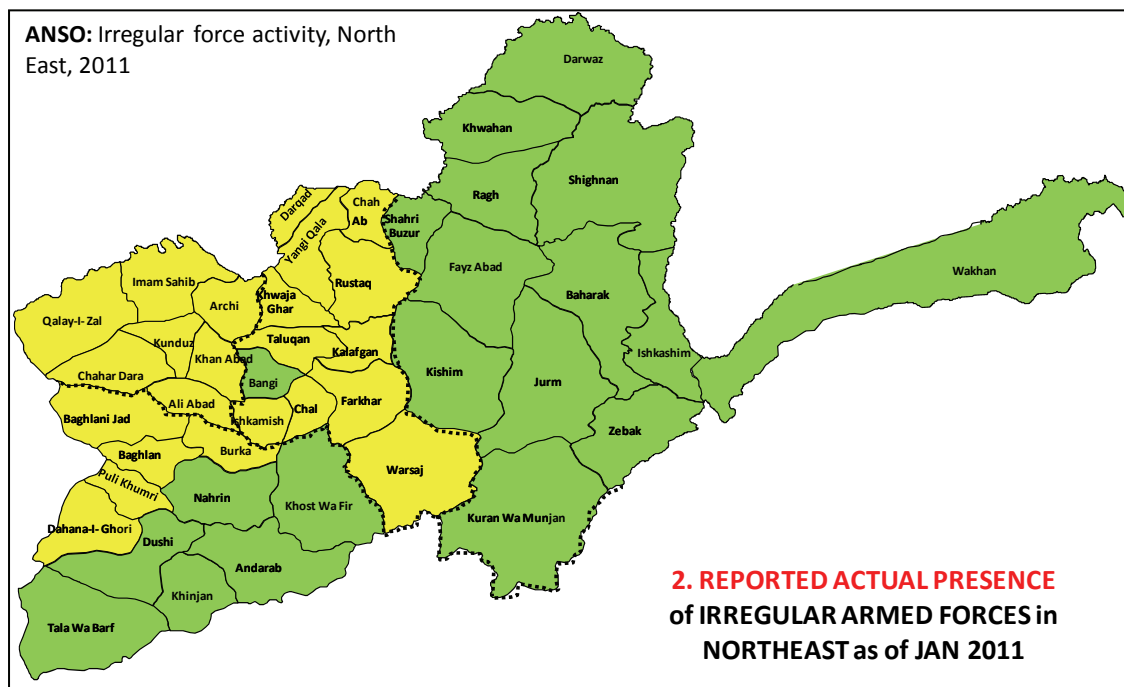 ANSO: Irregular force activity, North
East, 2011
Darwaz
Khwahan
Shighnan
Ragh
Darqad
Chah
Ab
Yangi Qala
Shahri
Buzur
Fayz Abad
Wakhan
Imam Sahib
Rustaq
Baharak
Archi
Khwaja
Ghar
Qalay-I- Zal
Kunduz
Taluqan
Khan Abad
Kalafgan
Ishkashim
Chahar Dara
Bangi
Kishim
Jurm
Ali Abad
Farkhar
Baghlani Jad
Ishkamish
Chal
Zebak
Burka
Baghlan
Warsaj
Puli Khumri
Nahrin
Khost Wa Fir
Kuran Wa Munjan
Dahana-I- Ghori
Dushi
Andarab
Khinjan
Tala Wa Barf
2. REPORTED ACTUAL PRESENCE
of IRREGULAR ARMED FORCES in
NORTHEAST as of JAN 2011